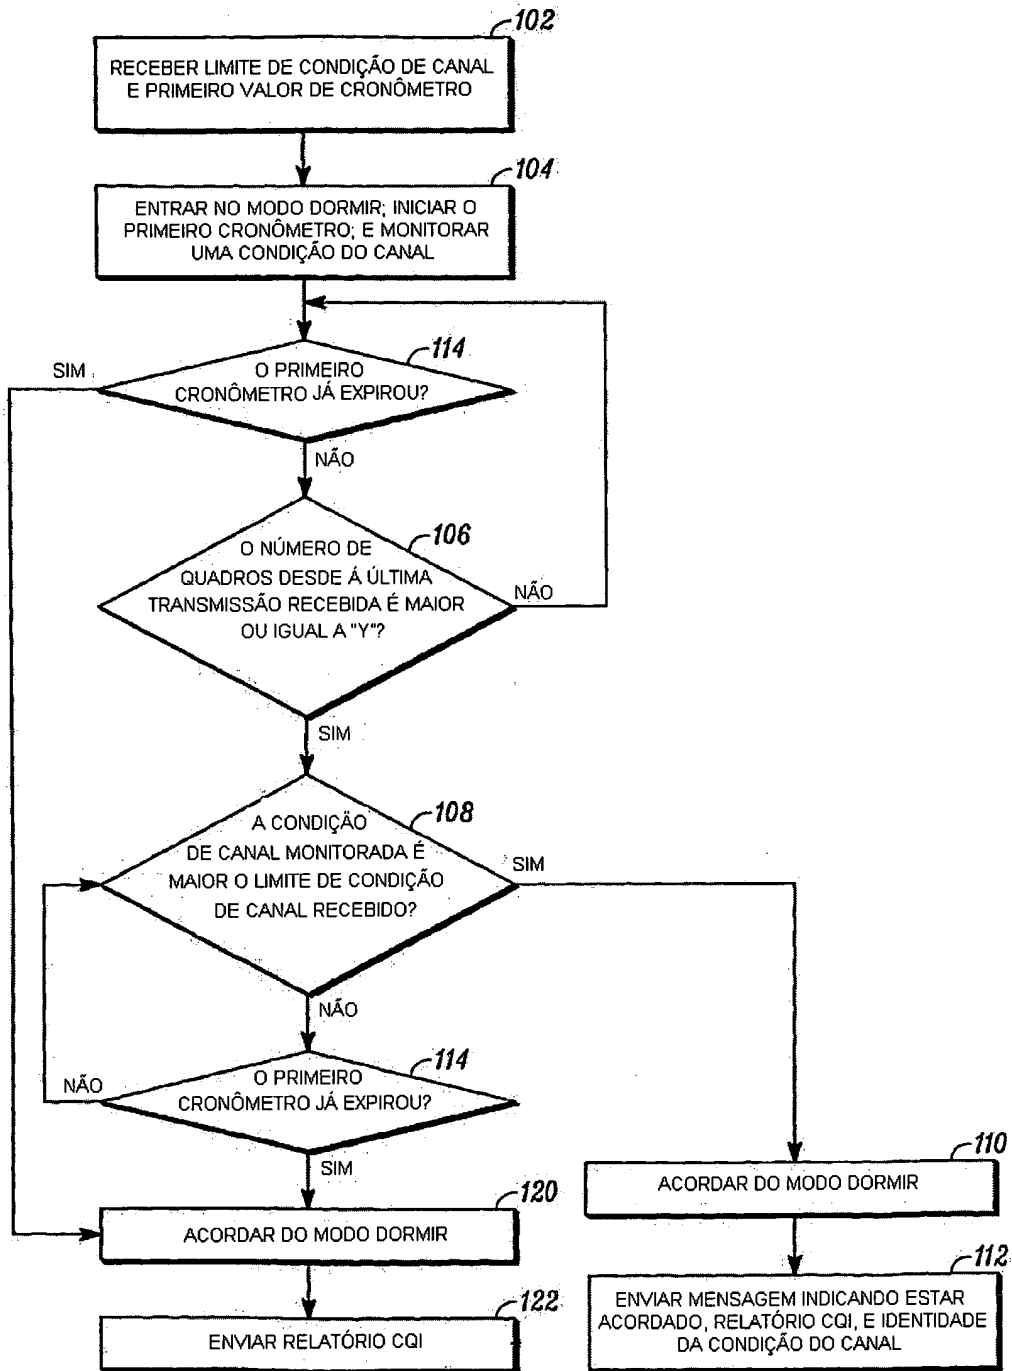 102
RECEBER LIMITE DE CONDIÇÃO DE CANAL
E PRIMEIRO VALOR DE CRONÔMETRO
104
ENTRAR NO MODO DORMIR; INICIAR O
PRIMEIRO CRONÔMETRO; E MONITORAR
UMA CONDIÇÃO DO CANAL
114
SIM
O PRIMEIRO
CRONÔMETRO JÁ EXPIROU?
NÃO
106
O NÚMERO DE
QUADROS DESDE Á ÚLTIMA
TRANSMISSÃO RECEBIDA É MAIOR
OU IGUAL A "Y"?
NÃO
SIM
108
A CONDIÇÃO
DE CANAL MONITORADA É
MAIOR O LIMITE DE CONDIÇÃO
DE CANAL RECEBIDO?
SIM
NÃO
114
O PRIMEIRO
CRONÔMETRO JÁ EXPIROU?
NÃO
SIM
120
ACORDAR DO MODO DORMIR
122
ENVIAR RELATÓRIO CQI
110
ACORDAR DO MODO DORMIR
112
ENVIAR MENSAGEM INDICANDO ESTAR
ACORDADO, RELATÓRIO CQI, E IDENTIDADE
DA CONDIÇÃO DO CANAL